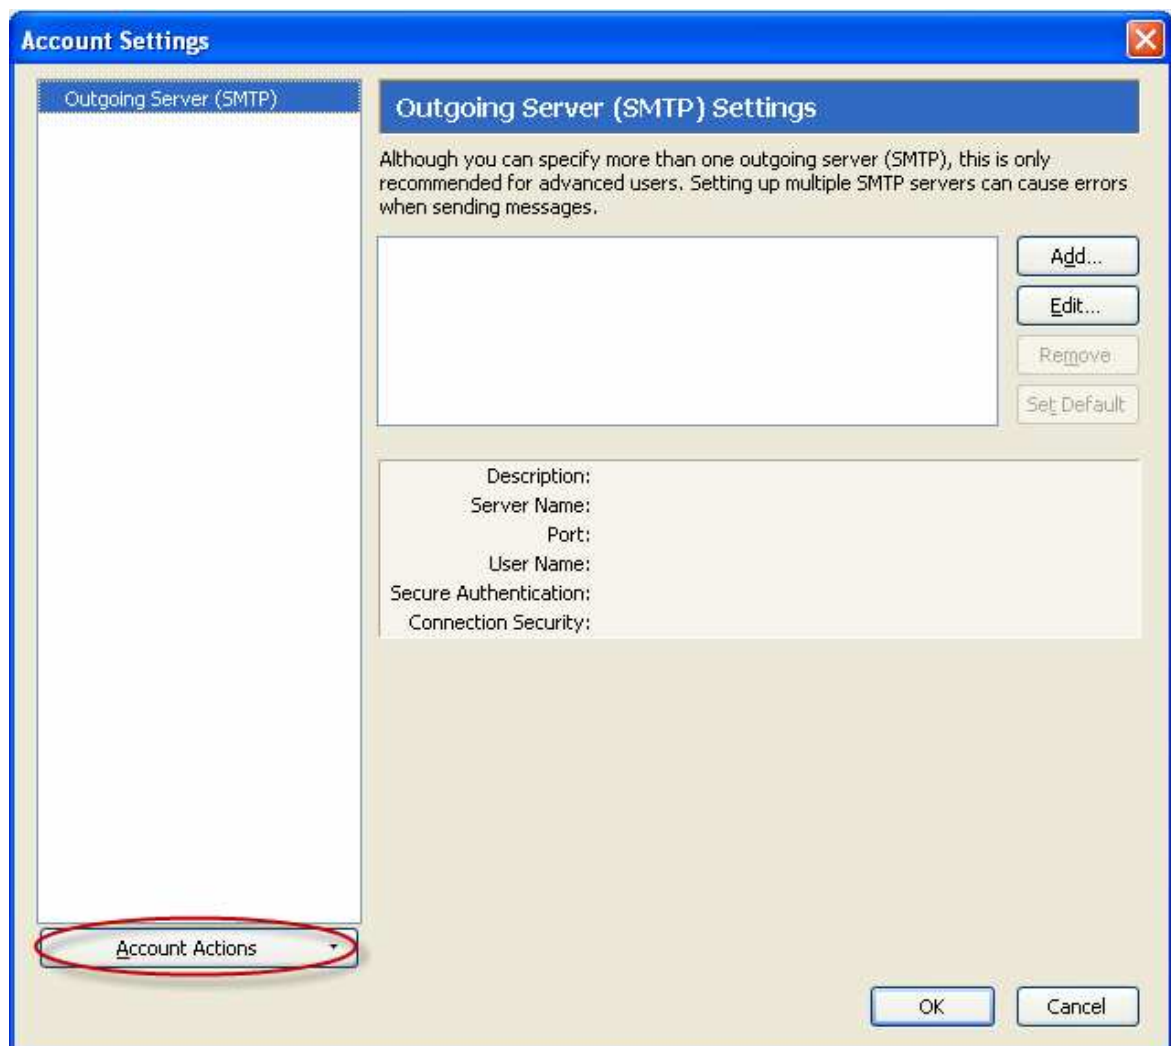 Account Settings
Outgoing Server (SMTP)
Outgoing Server (SMTP) Settings
Although you can specify more than one outgoing server (SMTP), this is only
recommended for advanced users. Setting up multiple SMTP servers can cause errors
when sending messages.
Add...
Edit...
Remove
Set Default
Description:
Server Name:
Port:
User Name:
Secure Authentication:
Connection Security:
Account Actions
OK
Cancel